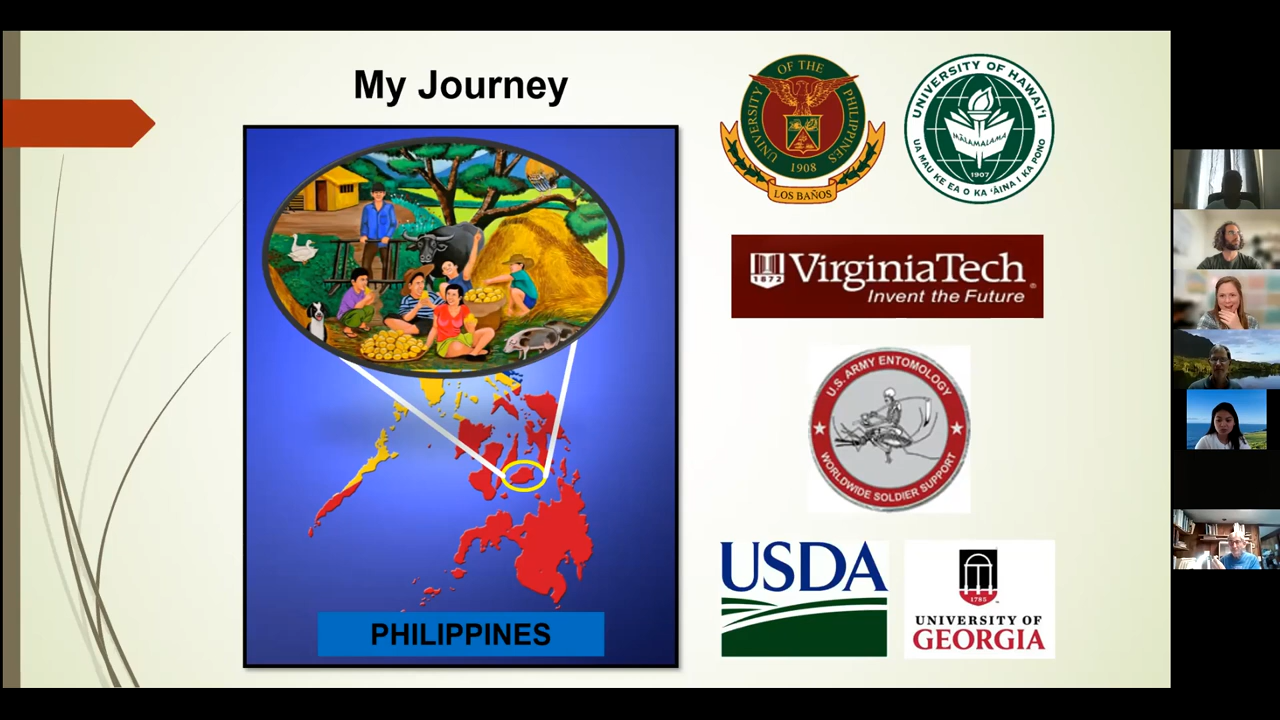 My Journey
PHILIPPINES
UNIVERSITY OF THE PHILIPPINES
1908
LOS BAÑOS
UNIVERSITY OF HAWAI‘I
MĀLAMALAMA
1907
UA MAU KE EA O KA ‘ĀINA I KA PONO
1872
VirginiaTech®
Invent the Future
U.S. ARMY ENTOMOLOGY
WORLDWIDE SOLDIER SUPPORT
USDA
1785
UNIVERSITY OF
GEORGIA